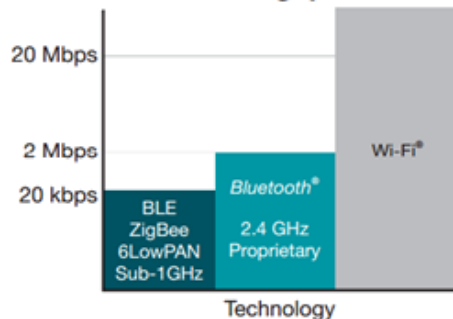 20 Mbps
2 Mbps
20 kbps
BLE
ZigBee
6LowPAN
Sub-1GHz
Bluetooth®
2.4 GHz
Proprietary
Wi-Fi®
Technology